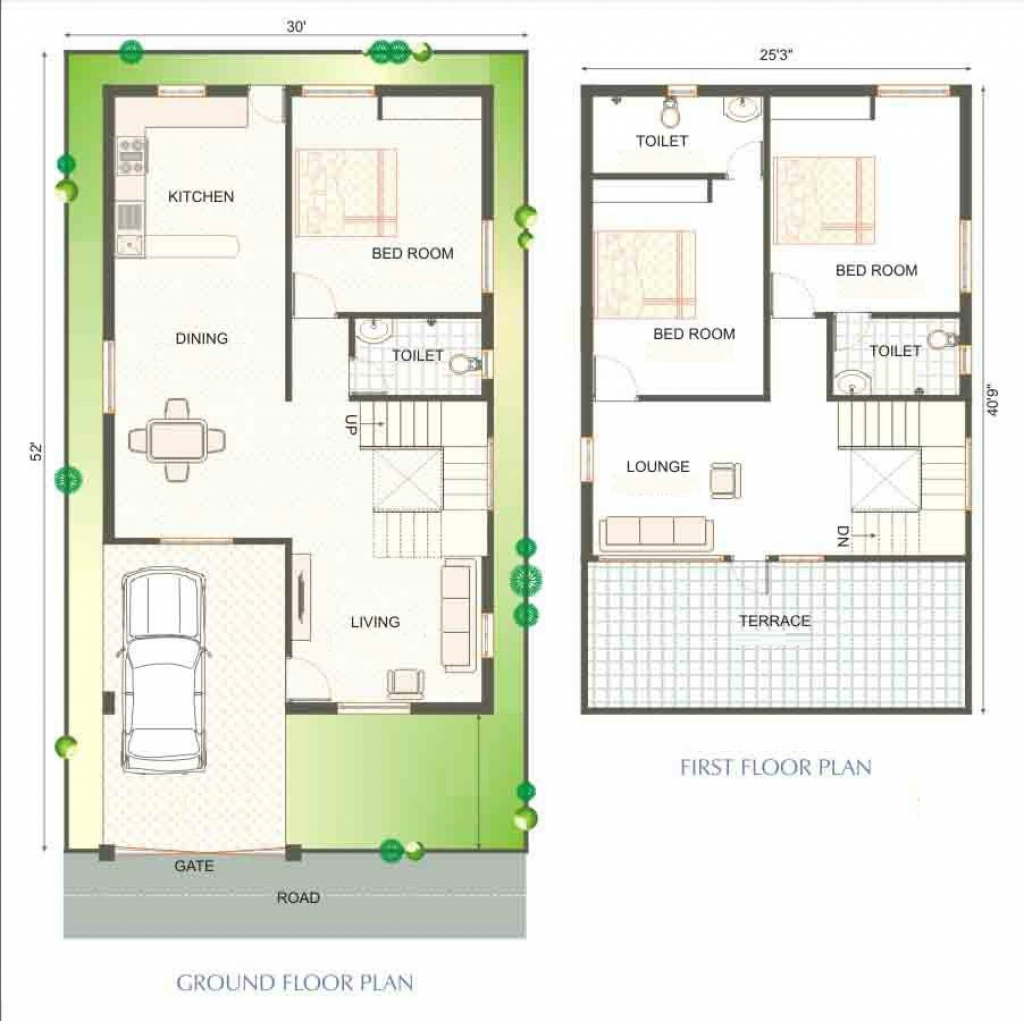 30'
52'
KITCHEN
BED ROOM
DINING
TOILET
UP
LIVING
GATE
ROAD
GROUND FLOOR PLAN
25'3"
40'9"
TOILET
BED ROOM
BED ROOM
TOILET
LOUNGE
DN
TERRACE
FIRST FLOOR PLAN